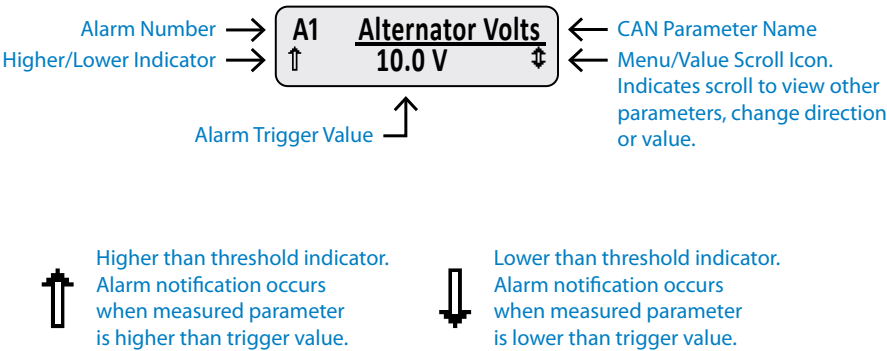 Alarm Number
Higher/Lower Indicator
A1 Alternator Volts
10.0 V
CAN Parameter Name
Menu/Value Scroll Icon.
Indicates scroll to view other
parameters, change direction
or value.
Alarm Trigger Value
Higher than threshold indicator.
Alarm notification occurs
when measured parameter
is higher than trigger value.
Lower than threshold indicator.
Alarm notification occurs
when measured parameter
is lower than trigger value.